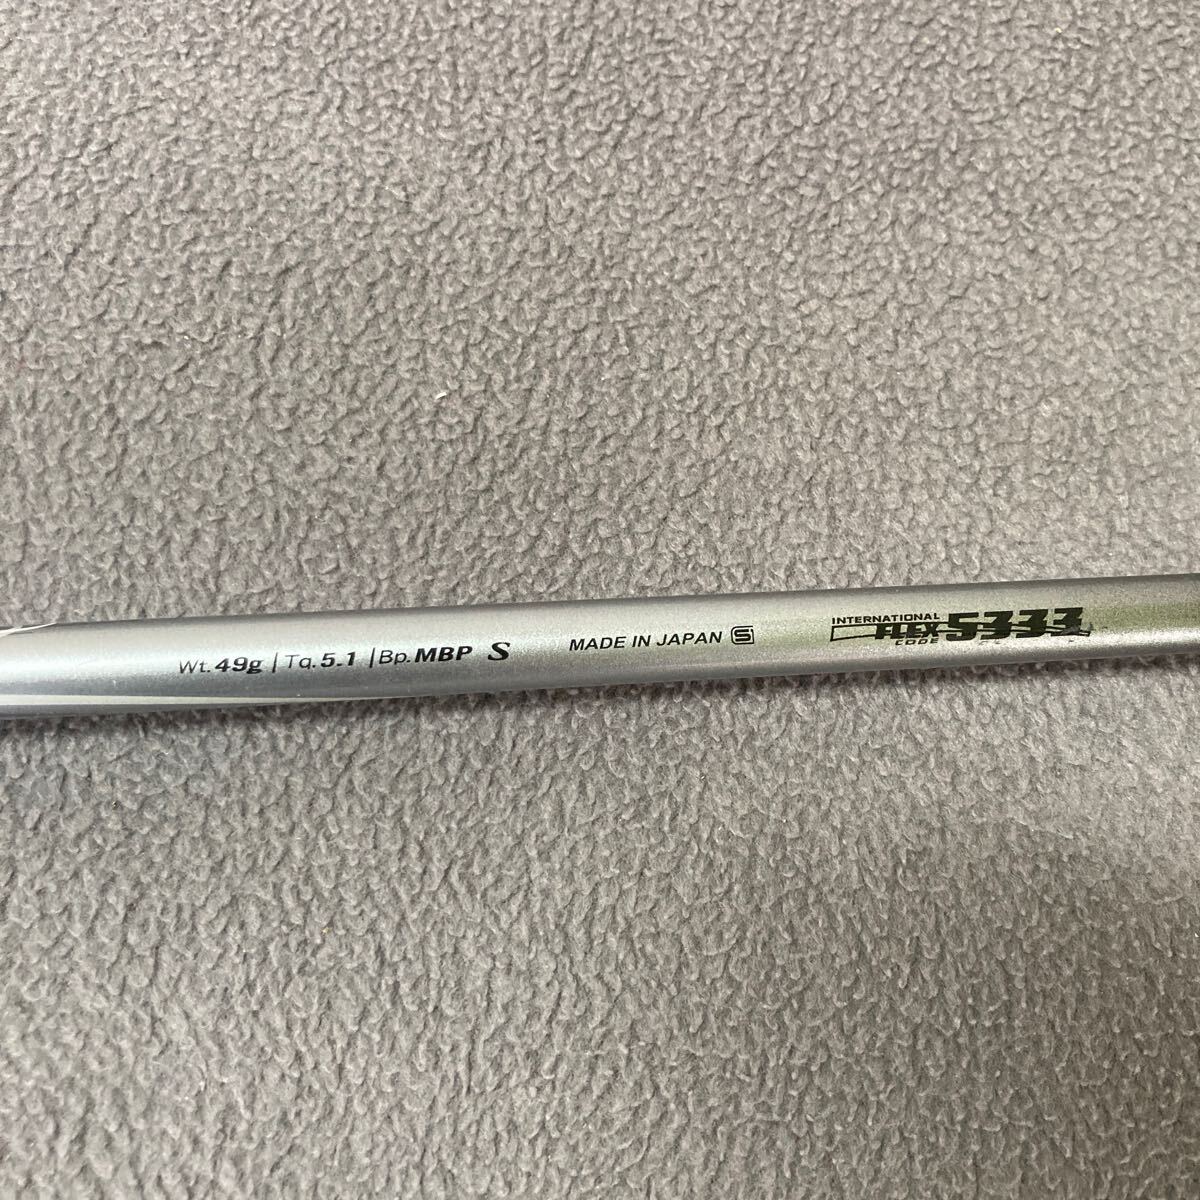 Wt. 49g | Tq. 5.1 | Bp. MBP S
MADE IN JAPAN S
INTERNATIONAL
FLEX 5333
CODE